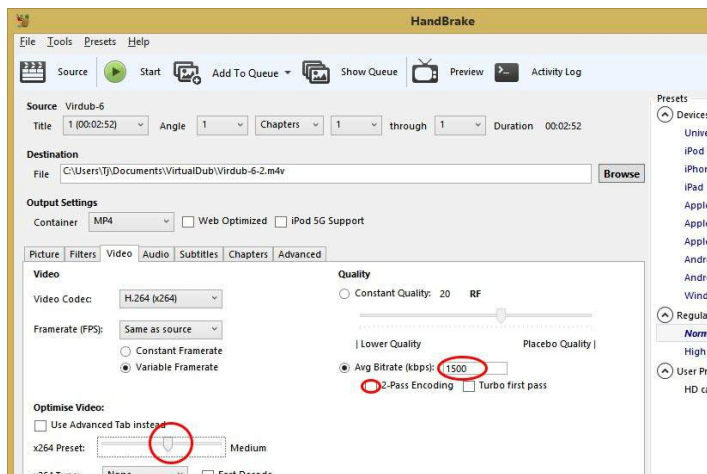 HandBrake
File Tools Presets Help
Source Start Add To Queue Show Queue Preview Activity Log
Source Virdub-6
Title 1 (00:02:52) Angle 1 Chapters 1 through 1 Duration 00:02:52
Destination
File C:\Users\Tj\Documents\VirtualDub\Virdub-6-2.m4v Browse
Output Settings
Container MP4 Web Optimized iPod 5G Support
Picture Filters Video Audio Subtitles Chapters Advanced
Video
Video Codec: H.264 (x264)
Framerate (FPS): Same as source
Constant Framerate
Variable Framerate
Optimise Video:
Use Advanced Tab instead
x264 Preset: Medium
Quality
Constant Quality: 20 RF
| Lower Quality Placebo Quality |
Avg Bitrate (kbps): 1500
2-Pass Encoding Turbo first pass
Presets
Devices
Unive
iPod
iPhon
iPad
Apple
Apple
Apple
Andr
Andr
Wind
Regula
Norm
High
User Pr
HD ca